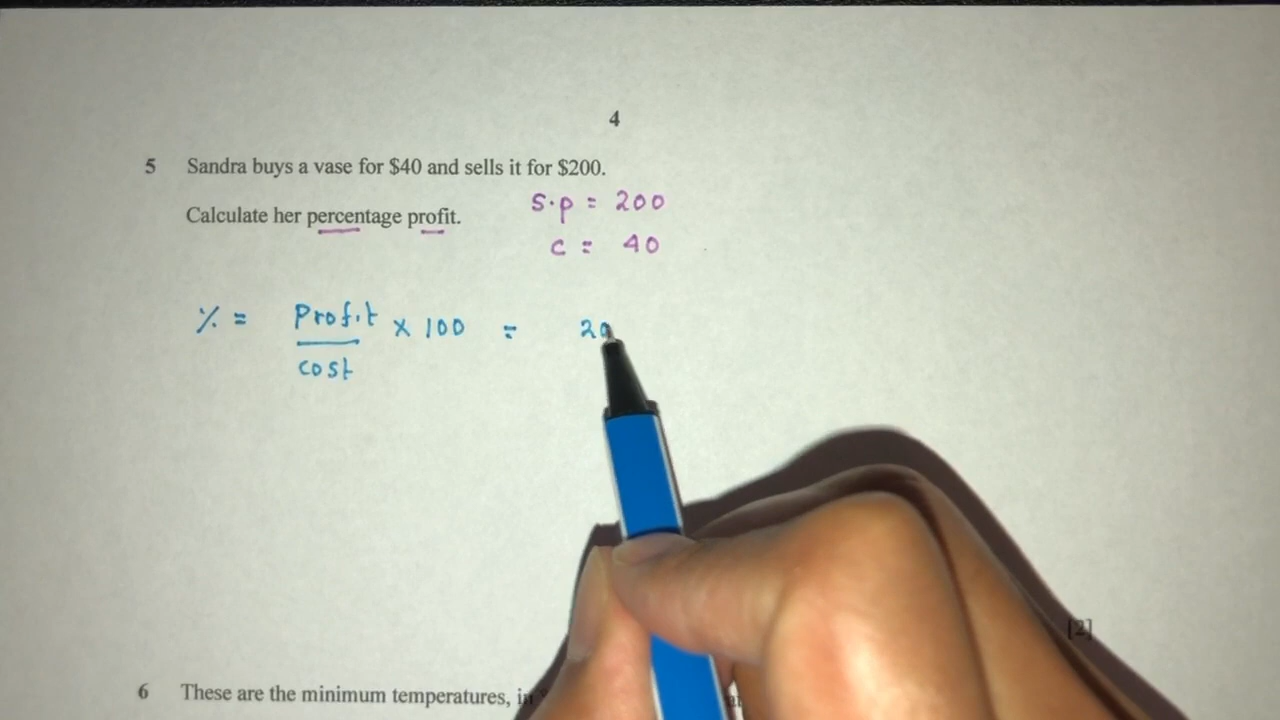 4
5 Sandra buys a vase for $40 and sells it for $200.
Calculate her percentage profit.
S.p = 200
C = 40
% = Profit / cost × 100 = 20
[2]
6 These are the minimum temperatures, in